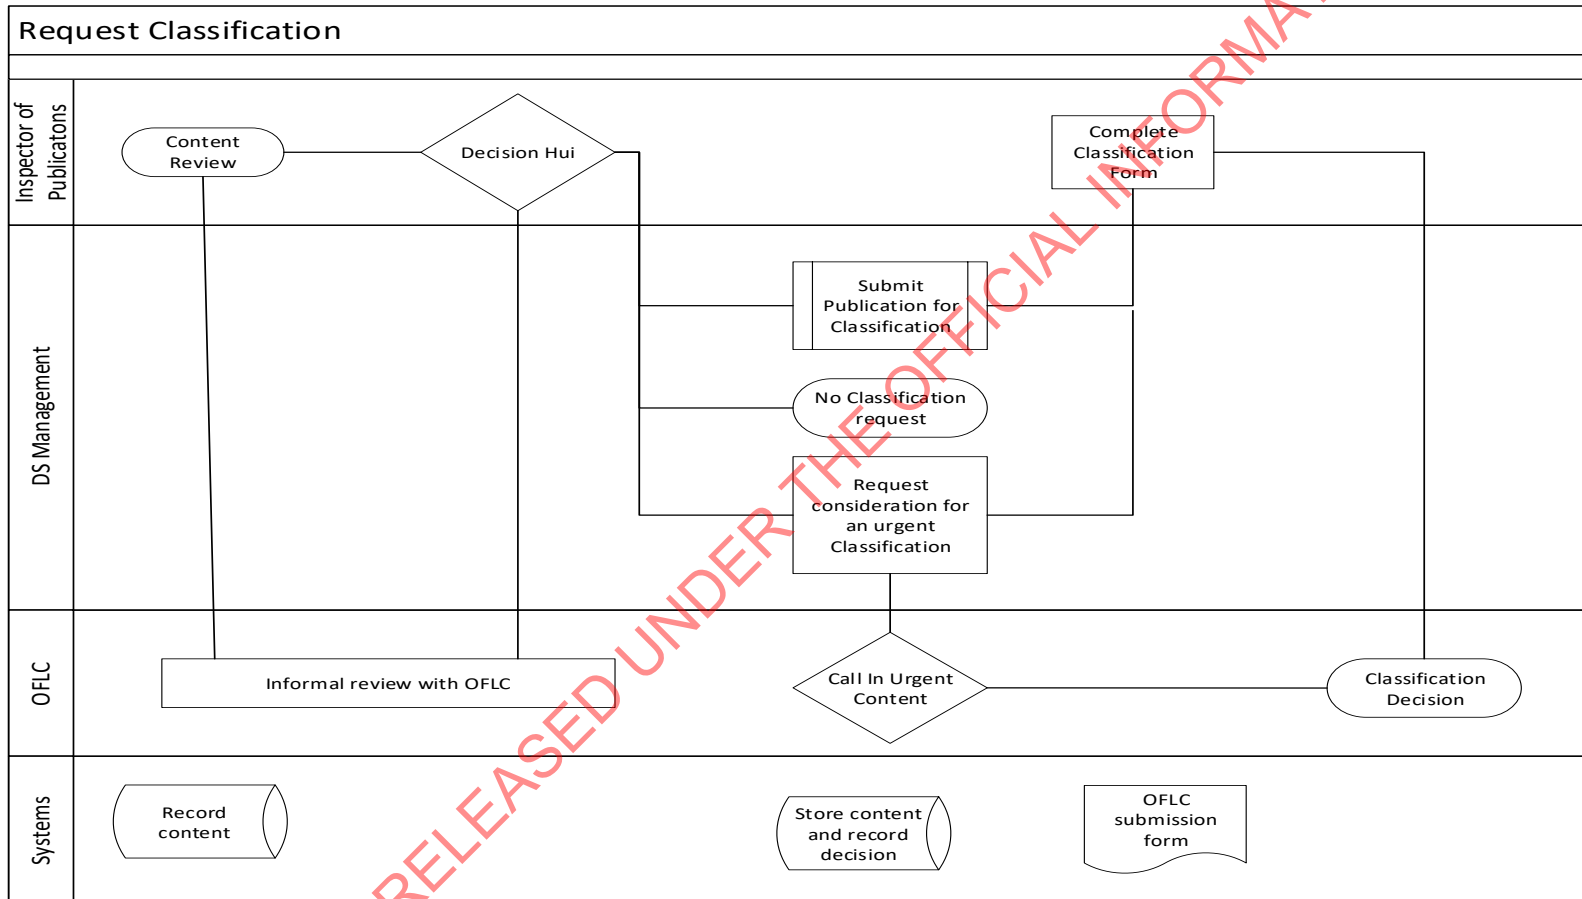 Request Classification
Inspector of
Publicatons
Content
Review
Decision Hui
Complete
Classification
Form
DS Management
Submit
Publication for
Classification
No Classification
request
Request
consideration for
an urgent
Classification
OFLC
Informal review with OFLC
Call In Urgent
Content
Classification
Decision
Systems
Record
content
Store content
and record
decision
OFLC
submission
form
RELEASED UNDER THE OFFICIAL INFORMA